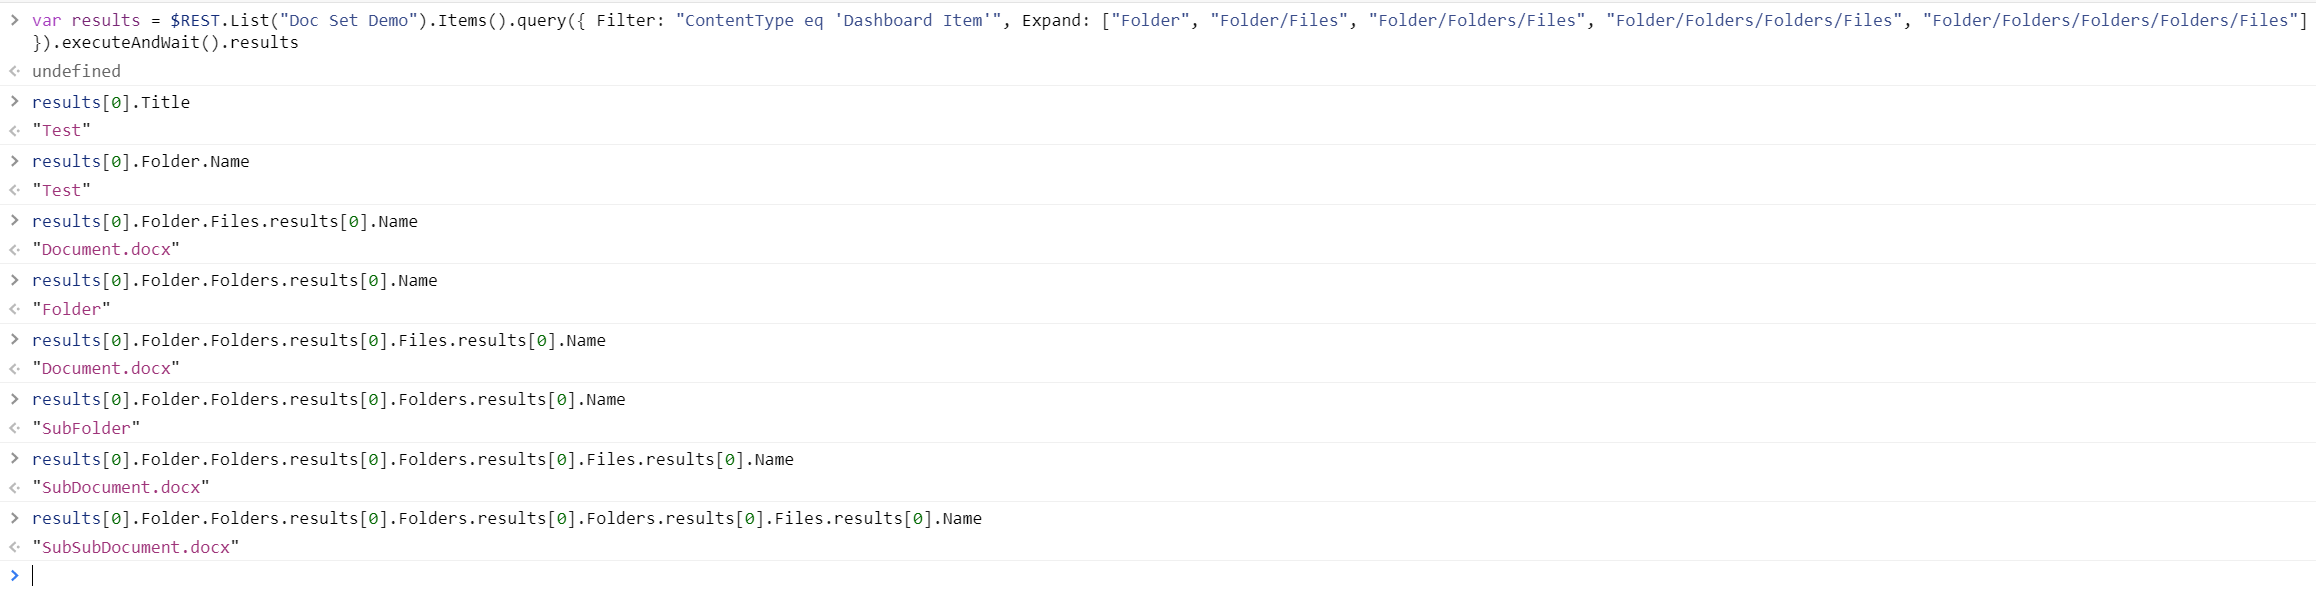 > var results = $REST.List("Doc Set Demo").Items().query({ Filter: "ContentType eq 'Dashboard Item'", Expand: ["Folder", "Folder/Files", "Folder/Folders/Files", "Folder/Folders/Folders/Files", "Folder/Folders/Folders/Folders/Files"]
}).executeAndWait().results
undefined
> results[0].Title
"Test"
> results[0].Folder.Name
"Test"
> results[0].Folder.Files.results[0].Name
"Document.docx"
> results[0].Folder.Folders.results[0].Name
"Folder"
> results[0].Folder.Folders.results[0].Files.results[0].Name
"Document.docx"
> results[0].Folder.Folders.results[0].Folders.results[0].Name
"SubFolder"
> results[0].Folder.Folders.results[0].Folders.results[0].Files.results[0].Name
"SubDocument.docx"
> results[0].Folder.Folders.results[0].Folders.results[0].Folders.results[0].Files.results[0].Name
"SubSubDocument.docx"
>